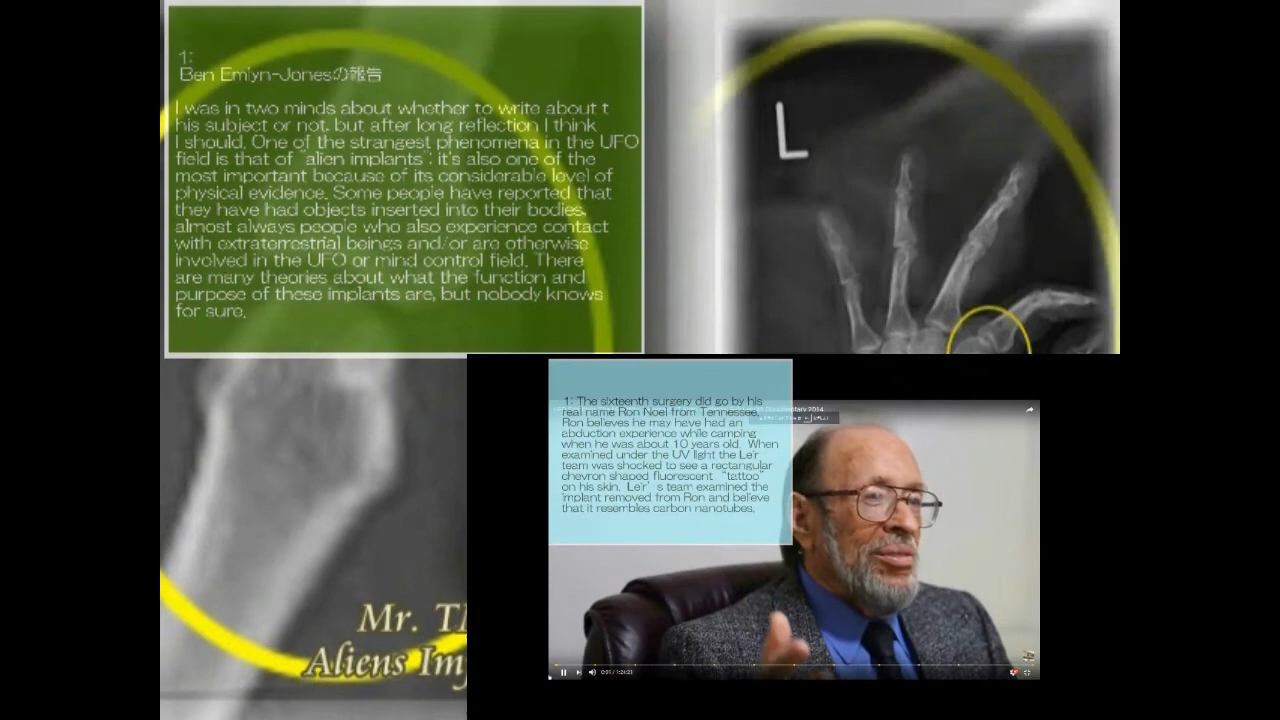 1:
Ben Emlyn-Jonesの報告
I was in two minds about whether to write about t
his subject or not, but after long reflection I think
I should. One of the strangest phenomena in the UFO
field is that of "alien implants"; it's also one of the
most important because of its considerable level of
physical evidence. Some people have reported that
they have had objects inserted into their bodies,
almost always people who also experience contact
with extraterrestrial beings and/or are otherwise
involved in the UFO or mind control field. There
are many theories about what the function and
purpose of these implants are, but nobody knows
for sure.
L
Mr. T
Aliens Im
1: The sixteenth surgery did go by his
real name Ron Noel from Tennessee.
Ron believes he may have had an
abduction experience while camping
when he was about 10 years old. When
examined under the UV light the Leir
team was shocked to see a rectangular
chevron shaped fluorescent "tattoo"
on his skin. Leir's team examined the
implant removed from Ron and believe
that it resembles carbon nanotubes.
Documentary 2014
1:24:21